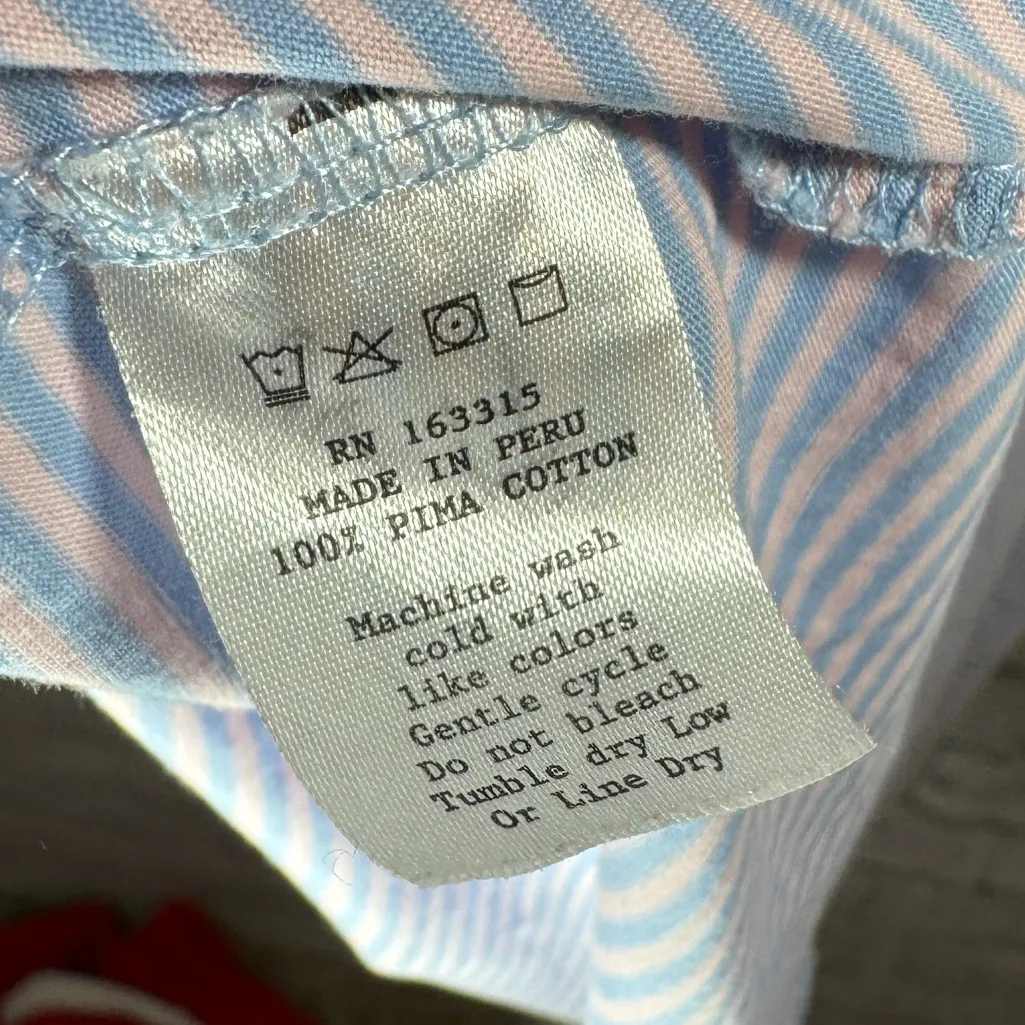 RN 163315
MADE IN PERU
100% PIMA COTTON
Machine wash
cold with
like colors
Gentle cycle
Do not bleach
Tumble dry Low
Or Line Dry